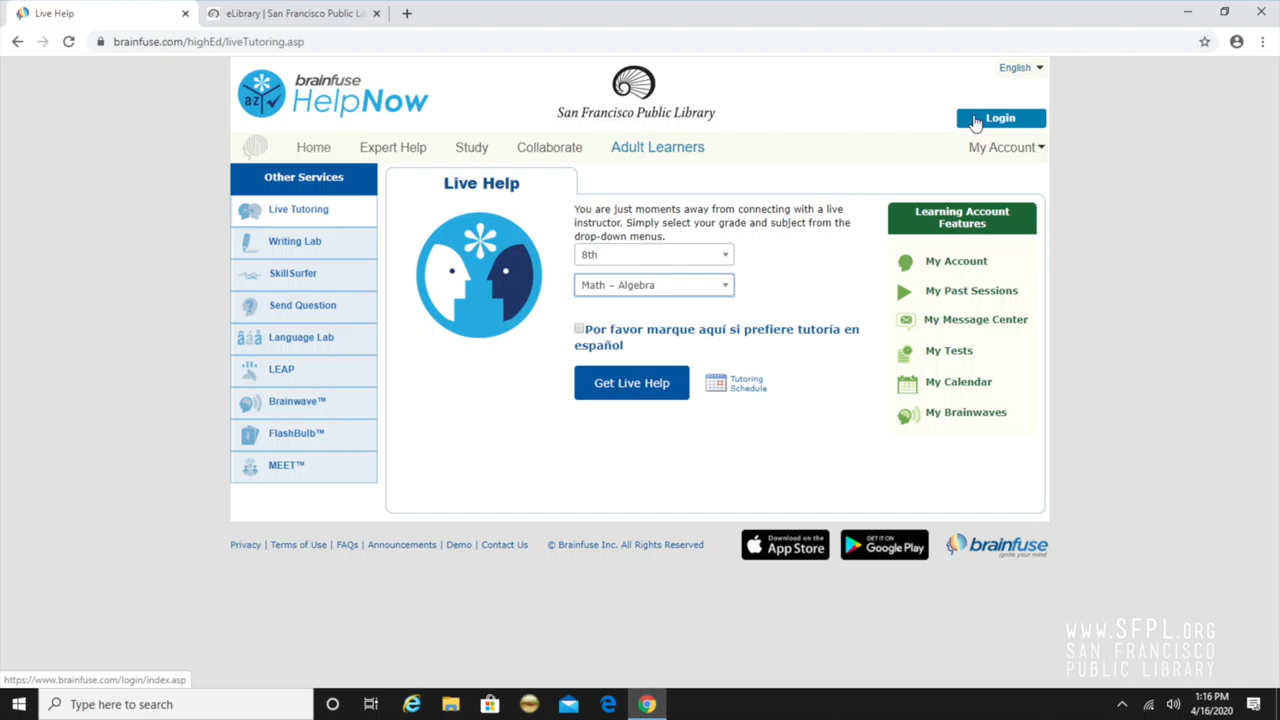 Live Help
eLibrary | San Francisco Public Li
brainfuse.com/highEd/liveTutoring.asp
English
brainfuse
HelpNow
San Francisco Public Library
Login
Home Expert Help Study Collaborate Adult Learners My Account
Other Services
Live Tutoring
Writing Lab
SkillSurfer
Send Question
Language Lab
LEAP
Brainwave™
FlashBulb™
MEET™
Live Help
You are just moments away from connecting with a live
instructor. Simply select your grade and subject from the
drop-down menus.
8th
Math – Algebra
Por favor marque aquí si prefiere tutoría en
español
Get Live Help
Tutoring
Schedule
Learning Account
Features
My Account
My Past Sessions
My Message Center
My Tests
My Calendar
My Brainwaves
Privacy | Terms of Use | FAQs | Announcements | Demo | Contact Us © Brainfuse Inc. All Rights Reserved
Download on the
App Store
GET IT ON
Google Play
brainfuse
ignite your mind
WWW.SFPL.ORG
SAN FRANCISCO
PUBLIC LIBRARY
https://www.brainfuse.com/login/index.asp
Type here to search
1:16 PM
4/16/2020